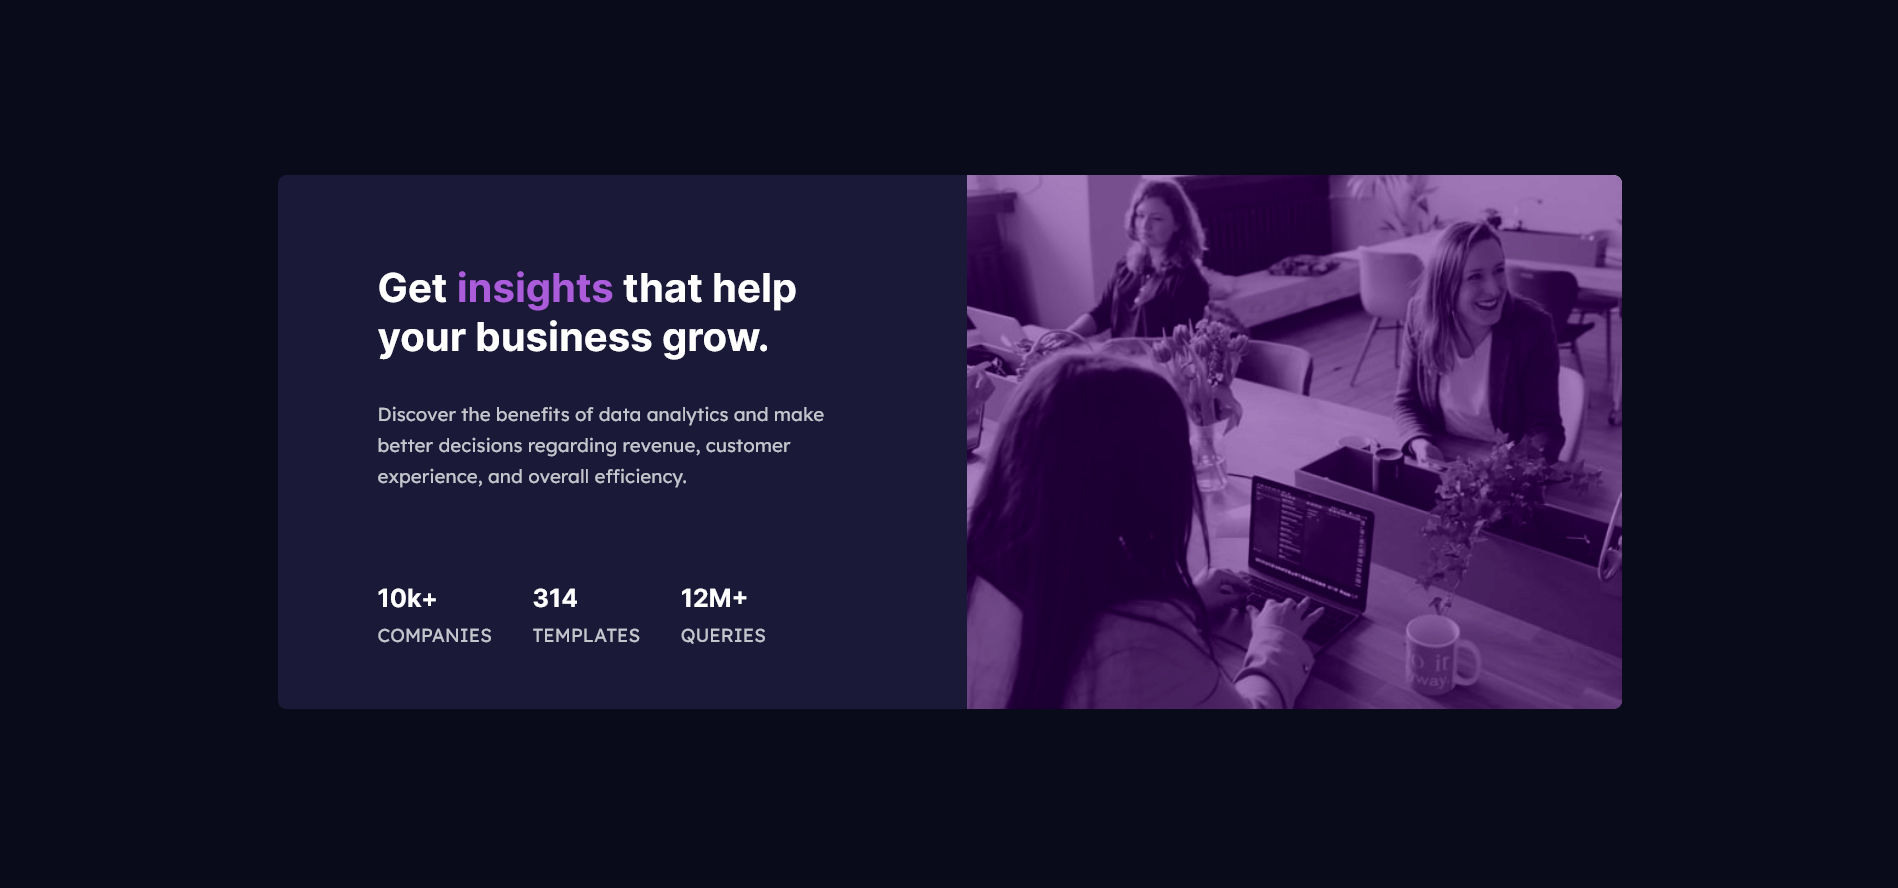 Get insights that help
your business grow.
Discover the benefits of data analytics and make
better decisions regarding revenue, customer
experience, and overall efficiency.
10k+ 314 12M+
COMPANIES TEMPLATES QUERIES